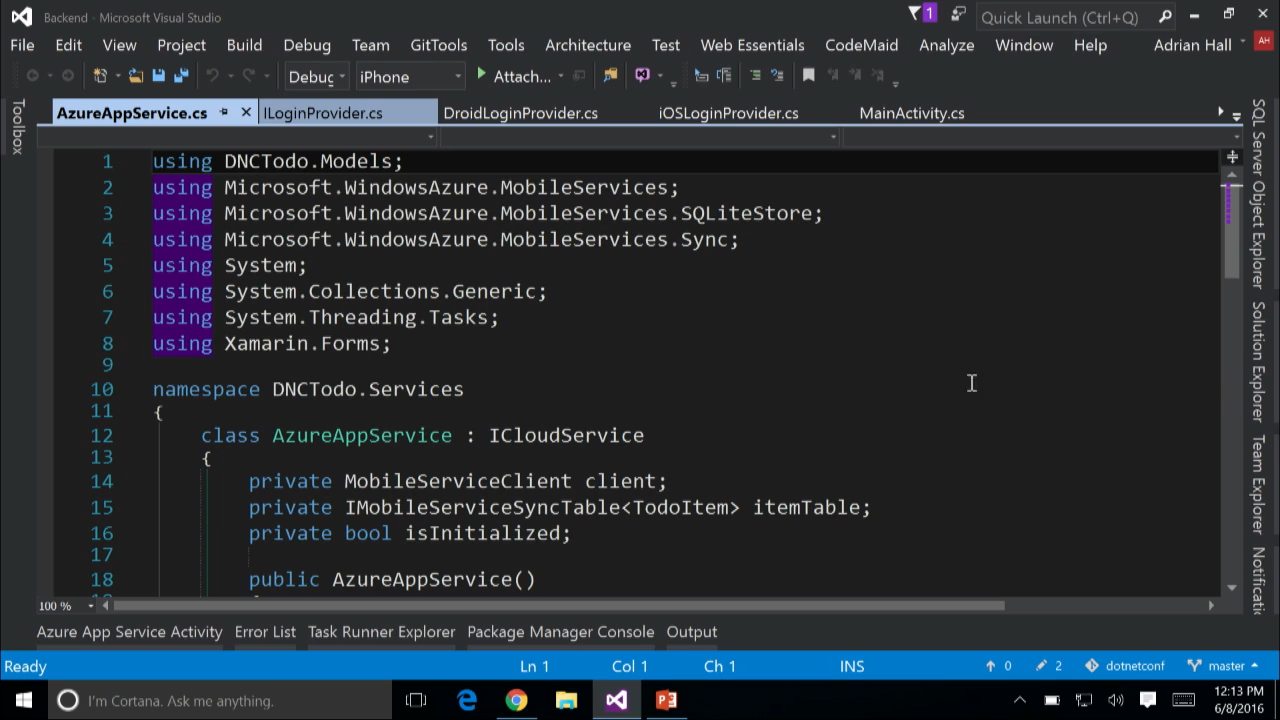 Backend - Microsoft Visual Studio
1
Quick Launch (Ctrl+Q)
File Edit View Project Build Debug Team GitTools Tools Architecture Test Web Essentials CodeMaid Analyze Window Help Adrian Hall AH
Debug iPhone Attach...
Toolbox
AzureAppService.cs ILoginProvider.cs DroidLoginProvider.cs iOSLoginProvider.cs MainActivity.cs
1 using DNCTodo.Models;
2 using Microsoft.WindowsAzure.MobileServices;
3 using Microsoft.WindowsAzure.MobileServices.SQLiteStore;
4 using Microsoft.WindowsAzure.MobileServices.Sync;
5 using System;
6 using System.Collections.Generic;
7 using System.Threading.Tasks;
8 using Xamarin.Forms;
9
10 namespace DNCTodo.Services
11 {
12 class AzureAppService : ICloudService
13 {
14 private MobileServiceClient client;
15 private IMobileServiceSyncTable<TodoItem> itemTable;
16 private bool isInitialized;
17
18 public AzureAppService()
SQL Server Object Explorer
Solution Explorer
Team Explorer
100 %
Azure App Service Activity Error List Task Runner Explorer Package Manager Console Output
Ready Ln 1 Col 1 Ch 1 INS 0 2 dotnetconf master
I'm Cortana. Ask me anything.
12:13 PM
6/8/2016